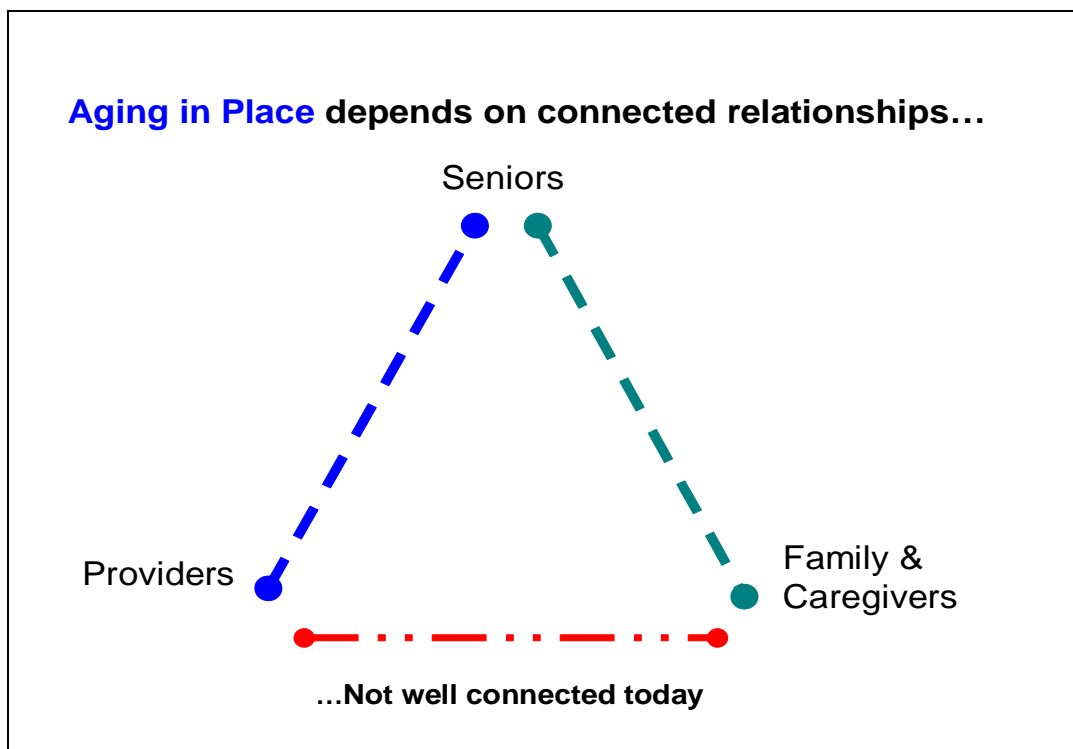 Aging in Place depends on connected relationships…
Seniors
Providers
Family &
Caregivers
…Not well connected today